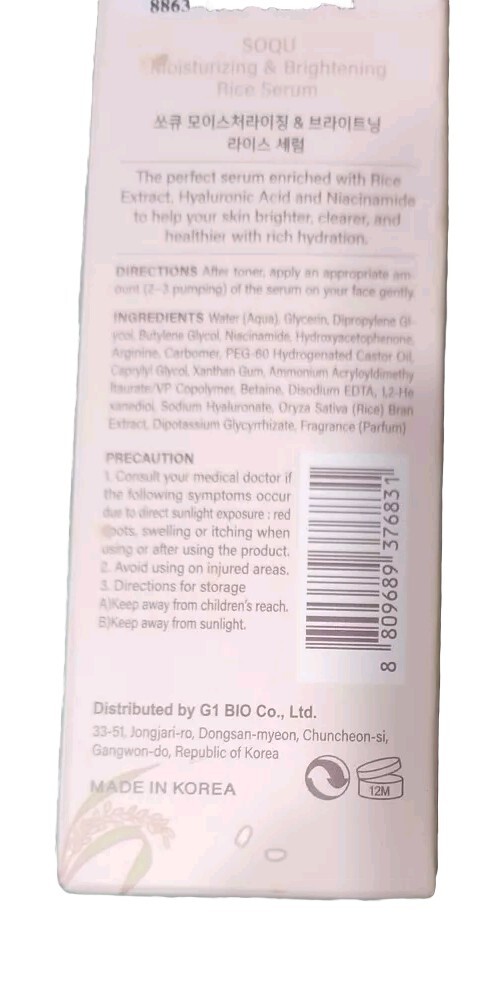 8863
SOQU
Moisturizing & Brightening
Rice Serum
쏘큐 모이스처라이징 & 브라이트닝
라이스 세럼
The perfect serum enriched with Rice
Extract, Hyaluronic Acid and Niacinamide
to help your skin brighter, clearer, and
healthier with rich hydration.
DIRECTIONS After toner, apply an appropriate am-
ount (2-3 pumping) of the serum on your face gently.
INGREDIENTS Water (Aqua), Glycerin, Dipropylene Gl-
ycol, Butylene Glycol, Niacinamide, Hydroxyacetophenone,
Arginine, Carbomer, PEG-60 Hydrogenated Castor Oil,
Caprylyl Glycol, Xanthan Gum, Ammonium Acryloyldimethy
ltaurate/VP Copolymer, Betaine, Disodium EDTA, 1,2-He
xanediol, Sodium Hyaluronate, Oryza Sativa (Rice) Bran
Extract, Dipotassium Glycyrrhizate, Fragrance (Parfum)
PRECAUTION
1. Consult your medical doctor if
the following symptoms occur
due to direct sunlight exposure : red
spots, swelling or itching when
using or after using the product.
2. Avoid using on injured areas.
3. Directions for storage
A)Keep away from children's reach.
B)Keep away from sunlight.
8 809689 376831
Distributed by G1 BIO Co., Ltd.
33-51, Jongjari-ro, Dongsan-myeon, Chuncheon-si,
Gangwon-do, Republic of Korea
MADE IN KOREA
12M